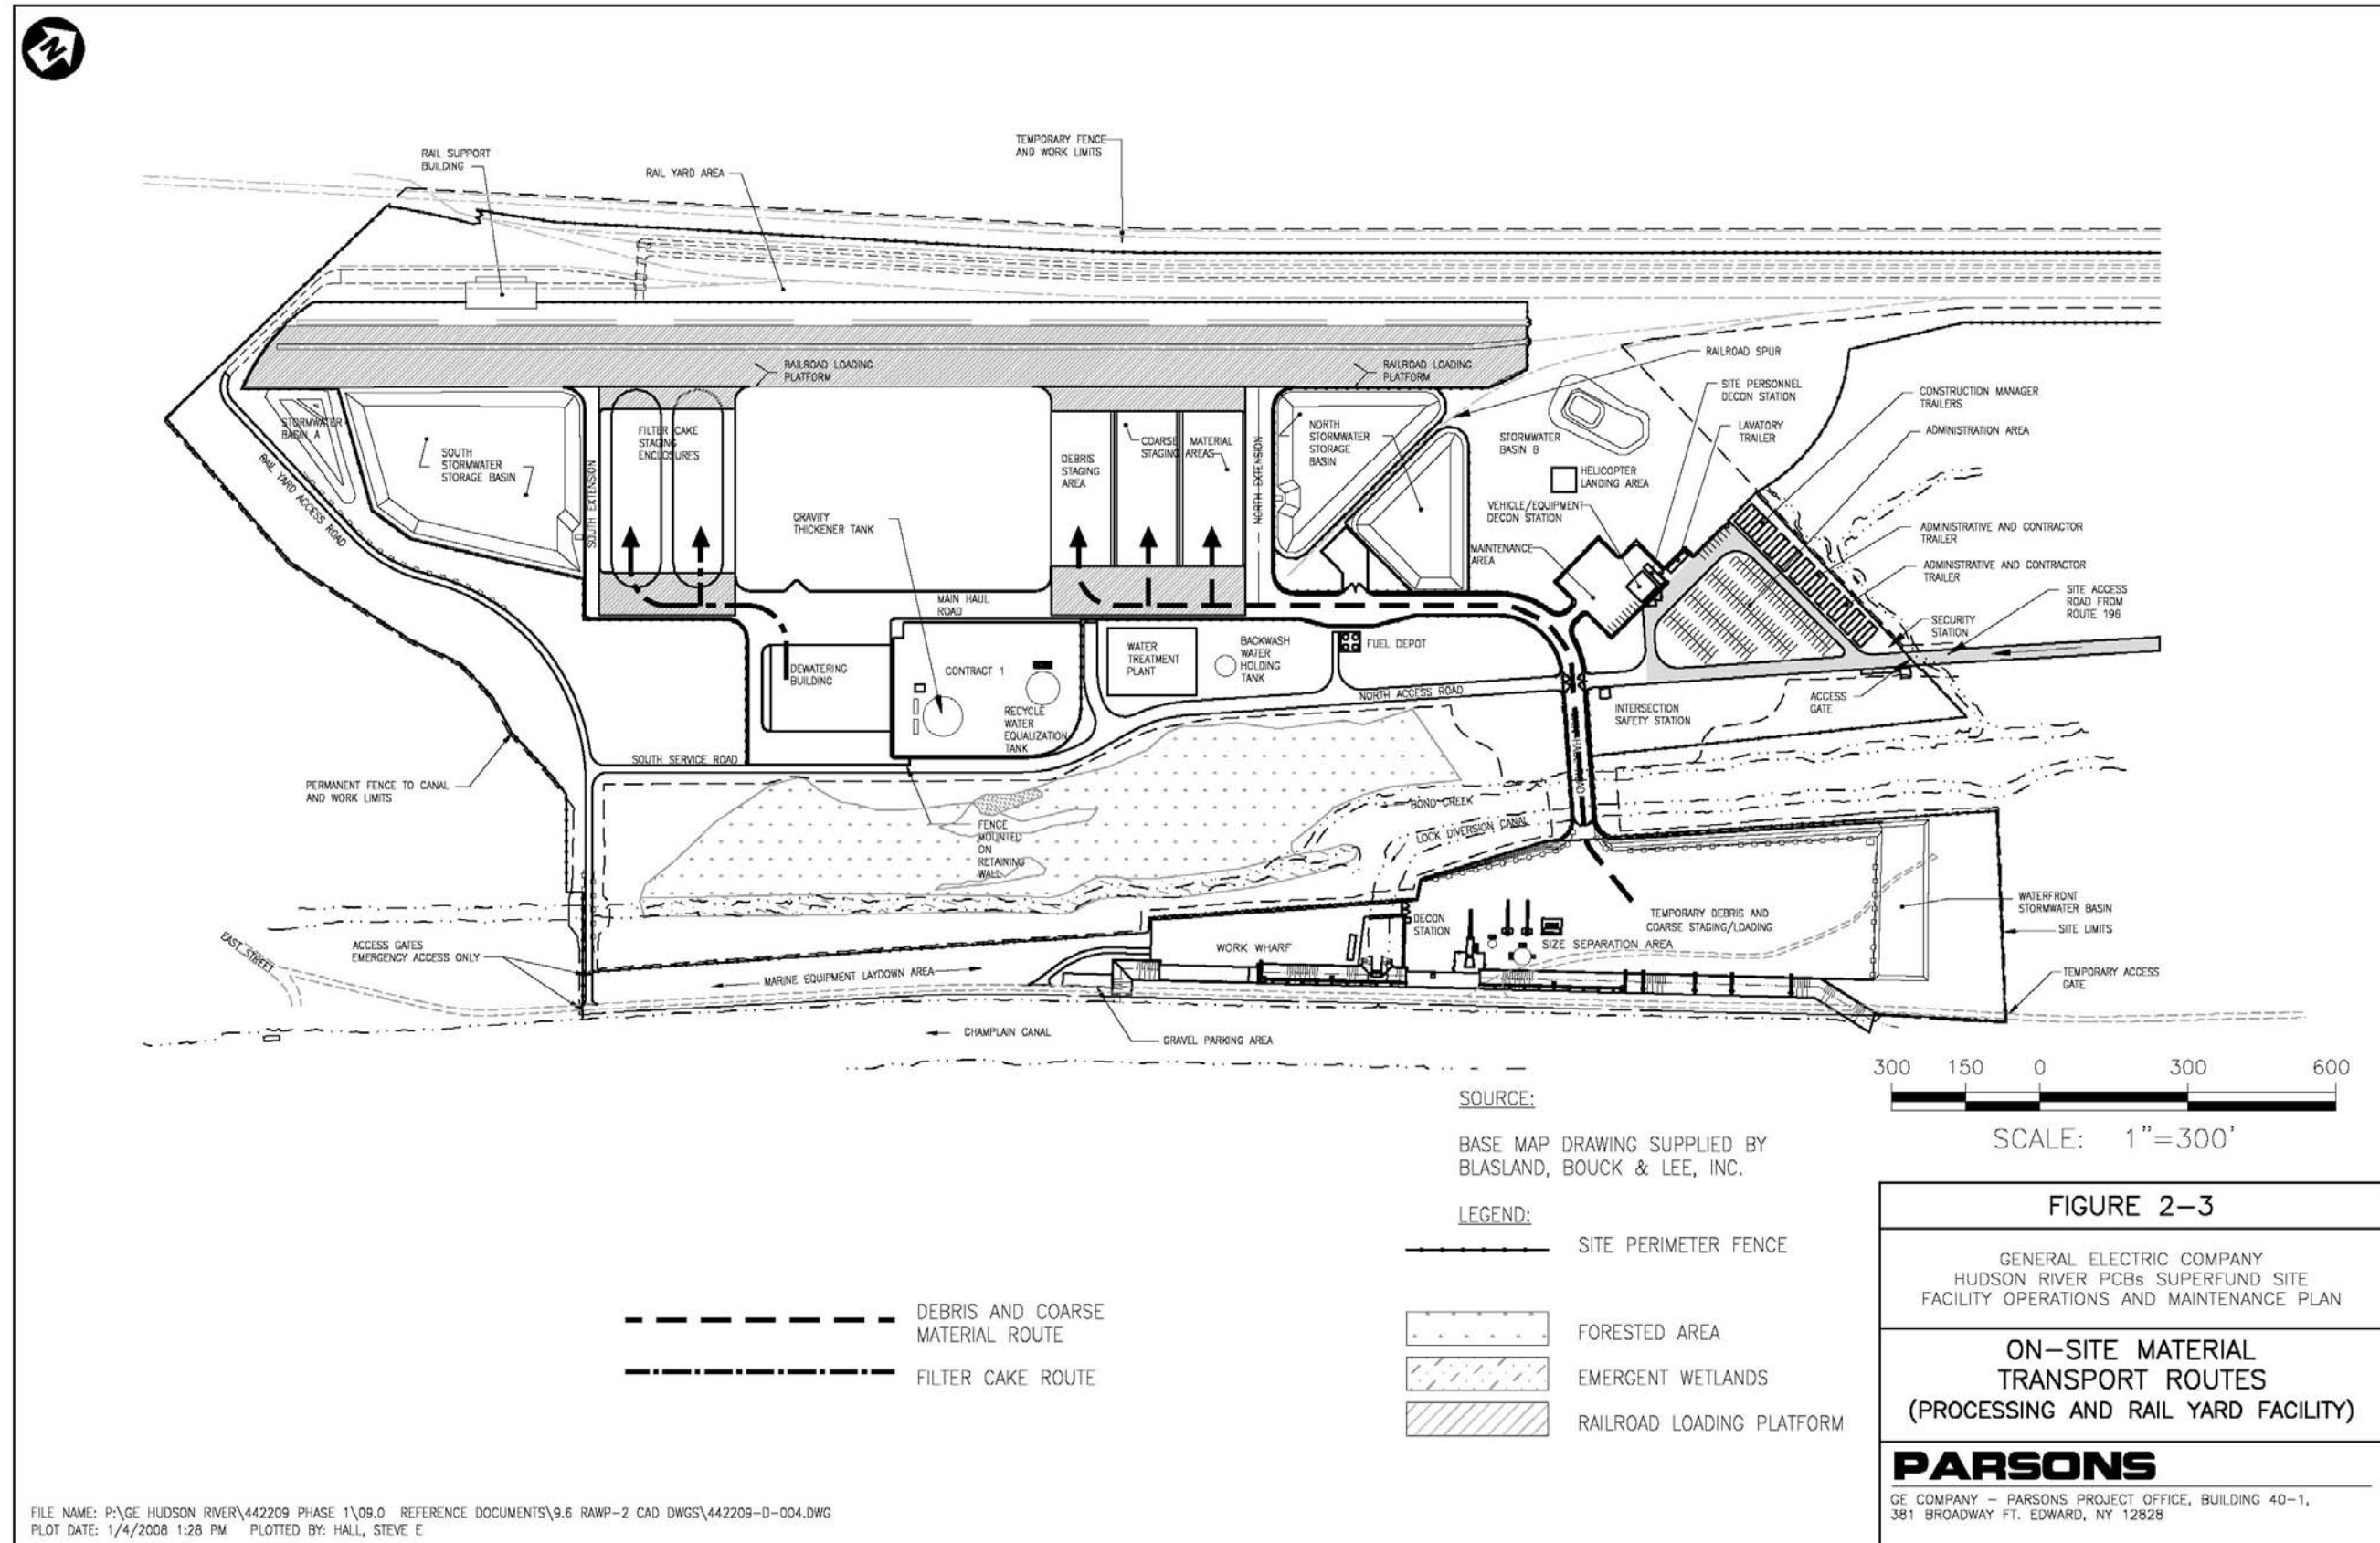 N
TEMPORARY FENCE
AND WORK LIMITS
RAIL SUPPORT
BUILDING
RAIL YARD AREA
RAILROAD LOADING
PLATFORM
RAILROAD LOADING
PLATFORM
RAILROAD SPUR
SITE PERSONNEL
DECON STATION
CONSTRUCTION MANAGER
TRAILERS
LAVATORY
TRAILER
ADMINISTRATION AREA
STORMWATER
BASIN A
SOUTH
STORMWATER
STORAGE BASIN
FILTER CAKE
STAGING
ENCLOSURES
DEBRIS
STAGING
AREA
COARSE MATERIAL
STAGING AREAS
NORTH
STORMWATER
STORAGE
BASIN
STORMWATER
BASIN B
HELICOPTER
LANDING AREA
RAIL YARD ACCESS ROAD
SOUTH EXTENSION
NORTH EXTENSION
GRAVITY
THICKENER TANK
VEHICLE/EQUIPMENT
DECON STATION
MAINTENANCE
AREA
ADMINISTRATIVE AND CONTRACTOR
TRAILER
ADMINISTRATIVE AND CONTRACTOR
TRAILER
SITE ACCESS
ROAD FROM
ROUTE 196
SECURITY
STATION
MAIN HAUL
ROAD
DEWATERING
BUILDING
CONTRACT 1
RECYCLE
WATER
EQUALIZATION
TANK
WATER
TREATMENT
PLANT
BACKWASH
WATER
HOLDING
TANK
FUEL DEPOT
NORTH ACCESS ROAD
INTERSECTION
SAFETY STATION
ACCESS
GATE
SOUTH SERVICE ROAD
PERMANENT FENCE TO CANAL
AND WORK LIMITS
FENCE
MOUNTED
ON
RETAINING
WALL
BOND CREEK
LOCK DIVERSION CANAL
WATERFRONT
STORMWATER BASIN
SITE LIMITS
DECON
STATION
TEMPORARY DEBRIS AND
COARSE STAGING/LOADING
SIZE SEPARATION AREA
WORK WHARF
EAST STREET
ACCESS GATES
EMERGENCY ACCESS ONLY
MARINE EQUIPMENT LAYDOWN AREA
TEMPORARY ACCESS
GATE
CHAMPLAIN CANAL
GRAVEL PARKING AREA
300 150 0 300 600
SCALE: 1"=300'
SOURCE:
BASE MAP DRAWING SUPPLIED BY
BLASLAND, BOUCK & LEE, INC.
LEGEND:
SITE PERIMETER FENCE
DEBRIS AND COARSE
MATERIAL ROUTE
FILTER CAKE ROUTE
FORESTED AREA
EMERGENT WETLANDS
RAILROAD LOADING PLATFORM
FIGURE 2-3
GENERAL ELECTRIC COMPANY
HUDSON RIVER PCBs SUPERFUND SITE
FACILITY OPERATIONS AND MAINTENANCE PLAN
ON-SITE MATERIAL
TRANSPORT ROUTES
(PROCESSING AND RAIL YARD FACILITY)
PARSONS
GE COMPANY - PARSONS PROJECT OFFICE, BUILDING 40-1,
381 BROADWAY FT. EDWARD, NY 12828
FILE NAME: P:\GE HUDSON RIVER\442209 PHASE 1\09.0 REFERENCE DOCUMENTS\9.6 RAWP-2 CAD DWGS\442209-D-004.DWG
PLOT DATE: 1/4/2008 1:28 PM PLOTTED BY: HALL, STEVE E